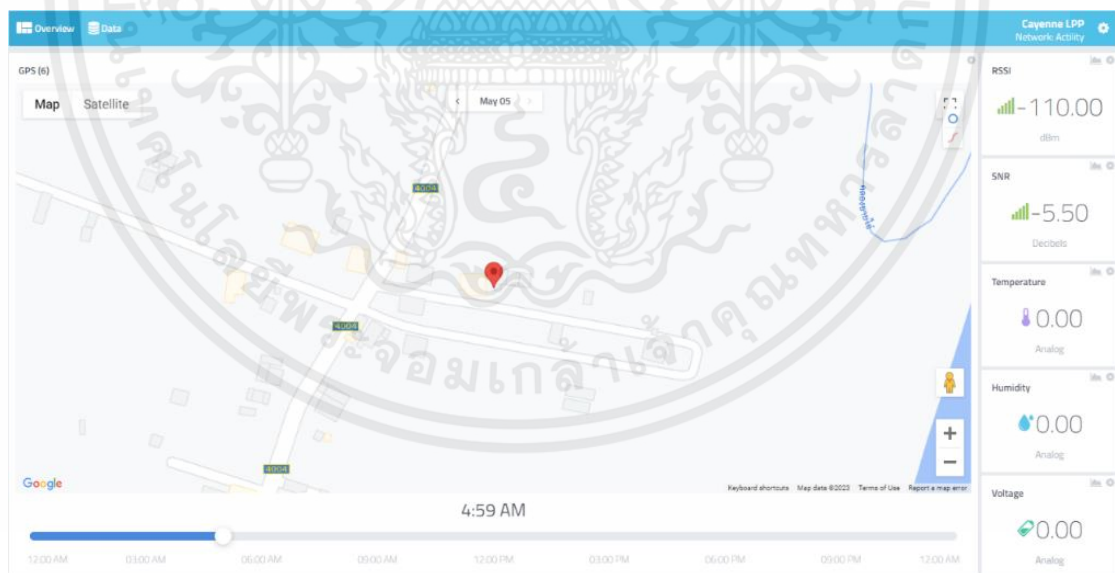 Overview Data
Cayenne LPP
Network: Actility
GPS (6)
Map Satellite
< May 05 >
4004
4004
4004
Google
Keyboard shortcuts Map data ©2023 Terms of Use Report a map error
4:59 AM
12:00 AM 03:00 AM 06:00 AM 09:00 AM 12:00 PM 03:00 PM 06:00 PM 09:00 PM 12:00 AM
RSSI
-110.00
dBm
SNR
-5.50
Decibels
Temperature
0.00
Analog
Humidity
0.00
Analog
Voltage
0.00
Analog